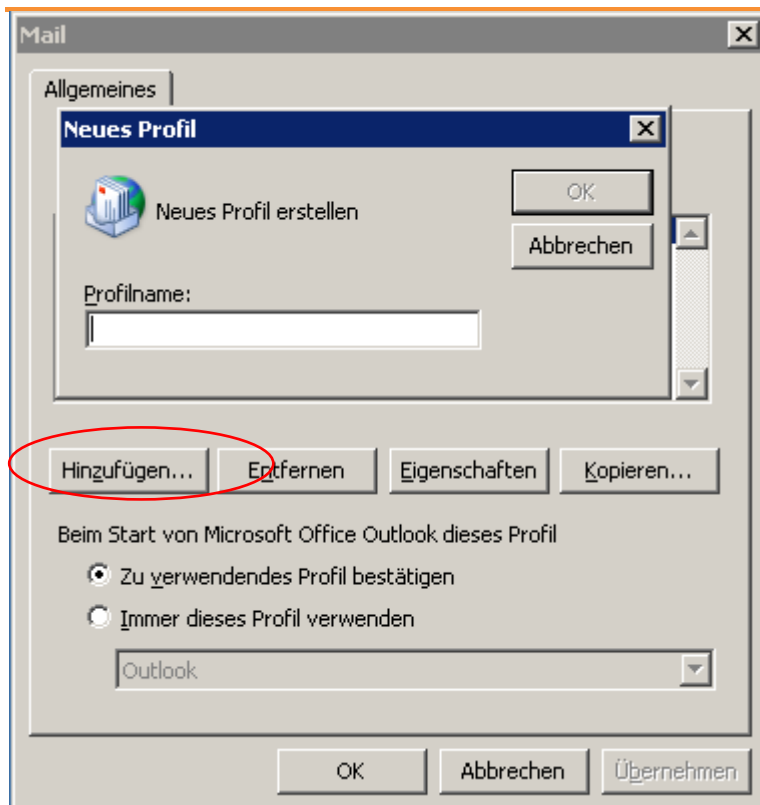 Mail
Allgemeines
Neues Profil
Neues Profil erstellen
OK
Abbrechen
Profilname:
Hinzufügen... Entfernen Eigenschaften Kopieren...
Beim Start von Microsoft Office Outlook dieses Profil
Zu verwendendes Profil bestätigen
Immer dieses Profil verwenden
Outlook
OK Abbrechen Übernehmen